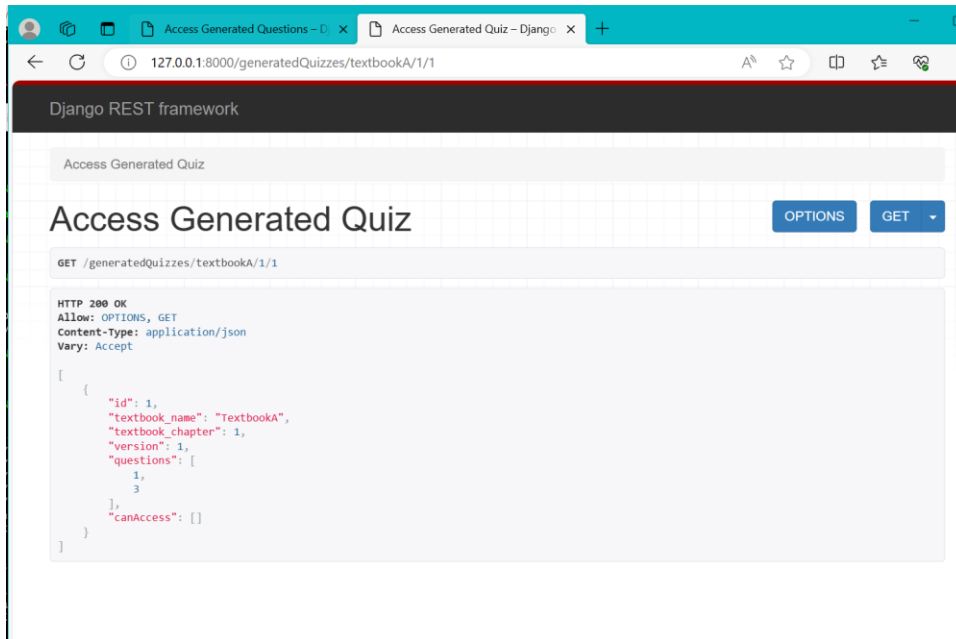 Access Generated Questions – Dj
Access Generated Quiz – Django
127.0.0.1:8000/generatedQuizzes/textbookA/1/1
Django REST framework
Access Generated Quiz
Access Generated Quiz
OPTIONS
GET
GET /generatedQuizzes/textbookA/1/1
HTTP 200 OK
Allow: OPTIONS, GET
Content-Type: application/json
Vary: Accept
[
    {
        "id": 1,
        "textbook_name": "TextbookA",
        "textbook_chapter": 1,
        "version": 1,
        "questions": [
            1,
            3
        ],
        "canAccess": []
    }
]